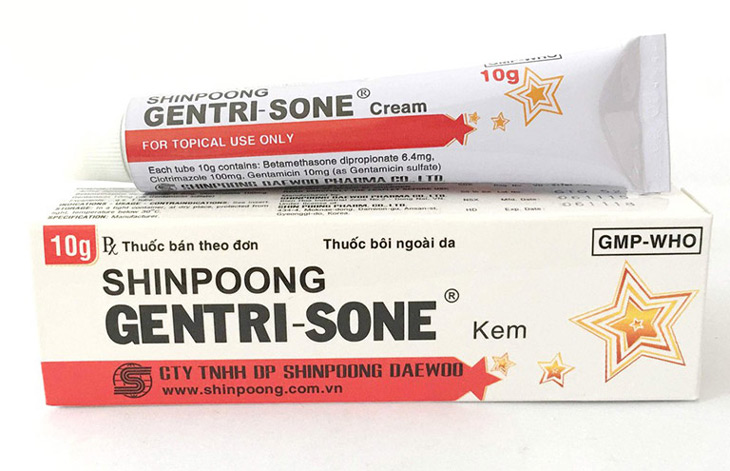 GMP-WHO
10g
SHINPOONG
GENTRI-SONE® Cream
FOR TOPICAL USE ONLY
Each tube 10g contains: Betamethasone dipropionate 6.4mg,
Clotrimazole 100mg, Gentamicin 10mg (as Gentamicin sulfate)
SHINPOONG DAEWOO PHARMA CO., LTD
10g
Rx Thuốc bán theo đơn
Thuốc bôi ngoài da
GMP-WHO
SHINPOONG
GENTRI-SONE®
Kem
CTY TNHH DP SHINPOONG DAEWOO
www.shinpoong.com.vn